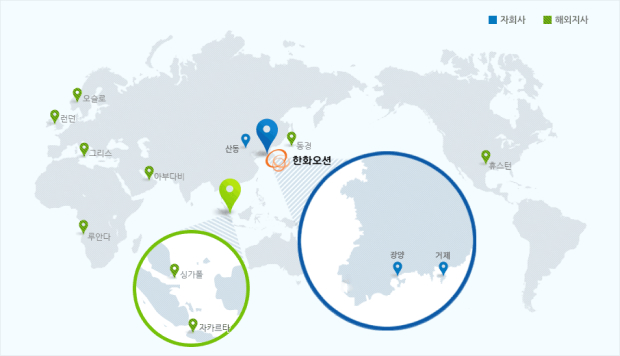 자회사
해외지사
오슬로
런던
그리스
아부다비
루안다
산동
동경
한화오션
휴스턴
싱가폴
자카르타
광양
거제